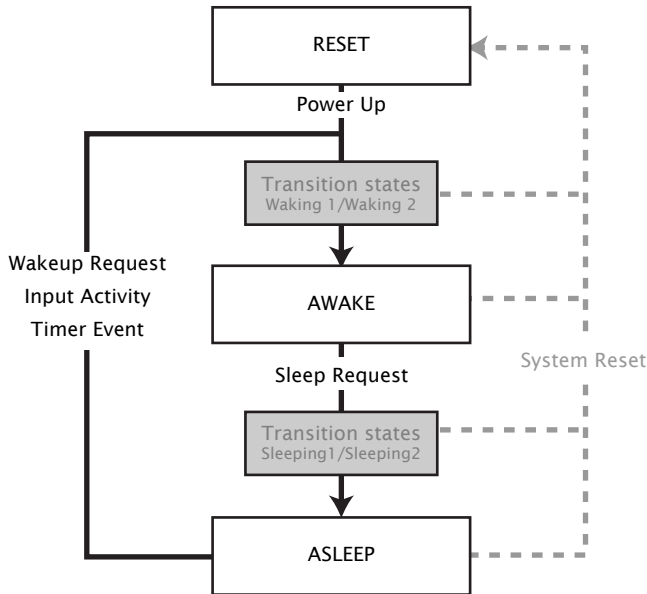 RESET
Power Up
Transition states
Waking 1/Waking 2
Wakeup Request
Input Activity
Timer Event
AWAKE
System Reset
Sleep Request
Transition states
Sleeping1/Sleeping2
ASLEEP